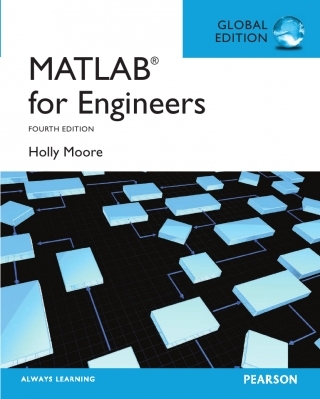 GLOBAL
EDITION
MATLAB®
for Engineers
FOURTH EDITION
Holly Moore
ALWAYS LEARNING
PEARSON